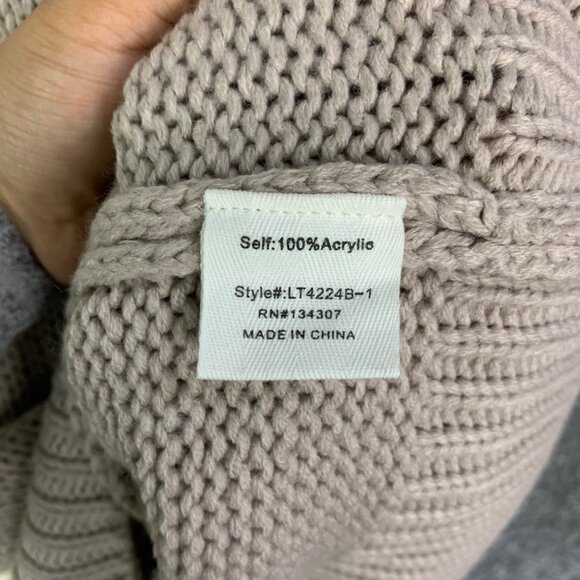 Self:100%Acrylic
Style#:LT4224B-1
RN#134307
MADE IN CHINA